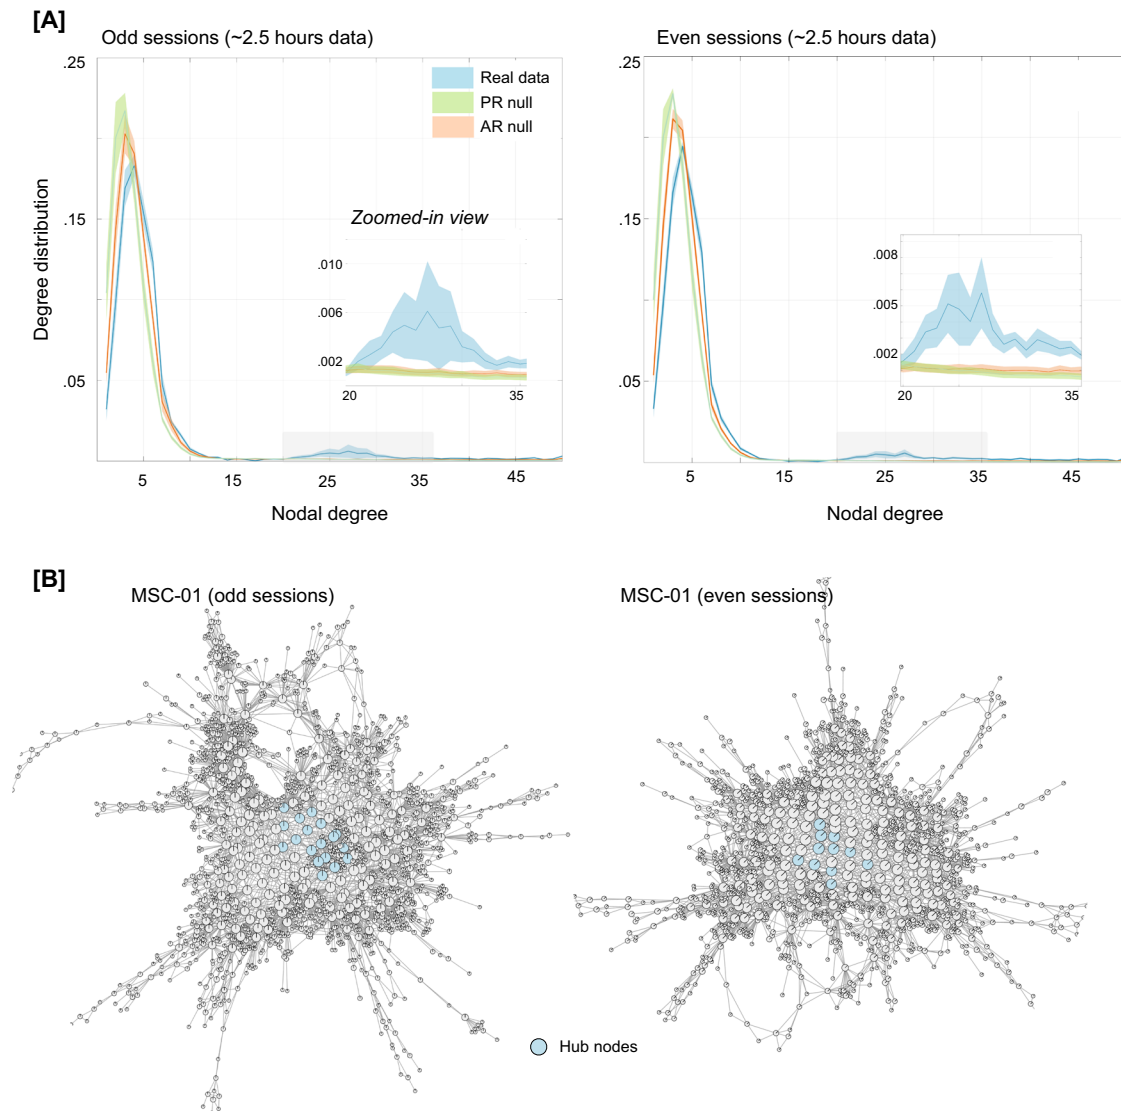 [A]
Odd sessions (~2.5 hours data)
Even sessions (~2.5 hours data)
.25
.15
.05
Degree distribution
Real data
PR null
AR null
Zoomed-in view
.010
.006
.002
20
35
5
15
25
35
45
Nodal degree
.25
.15
.05
.008
.005
.002
20
35
5
15
25
35
45
Nodal degree
[B]
MSC-01 (odd sessions)
MSC-01 (even sessions)
Hub nodes